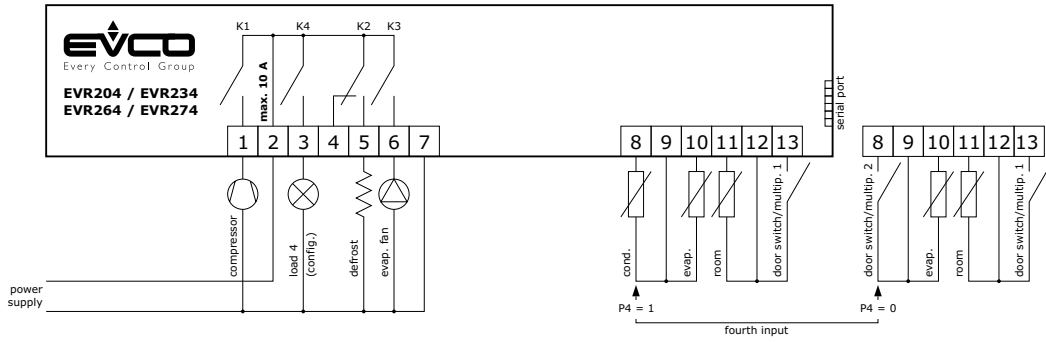 EVCO
Every Control Group
EVR204 / EVR234
EVR264 / EVR274
K1
K4
K2
K3
max. 10 A
serial port
1 2 3 4 5 6 7
8 9 10 11 12 13
8 9 10 11 12 13
compressor
load 4
(config.)
defrost
evap. fan
cond.
evap.
room
door switch/multip. 1
door switch/multip. 2
evap.
room
door switch/multip. 1
power
supply
P4 = 1
P4 = 0
fourth input